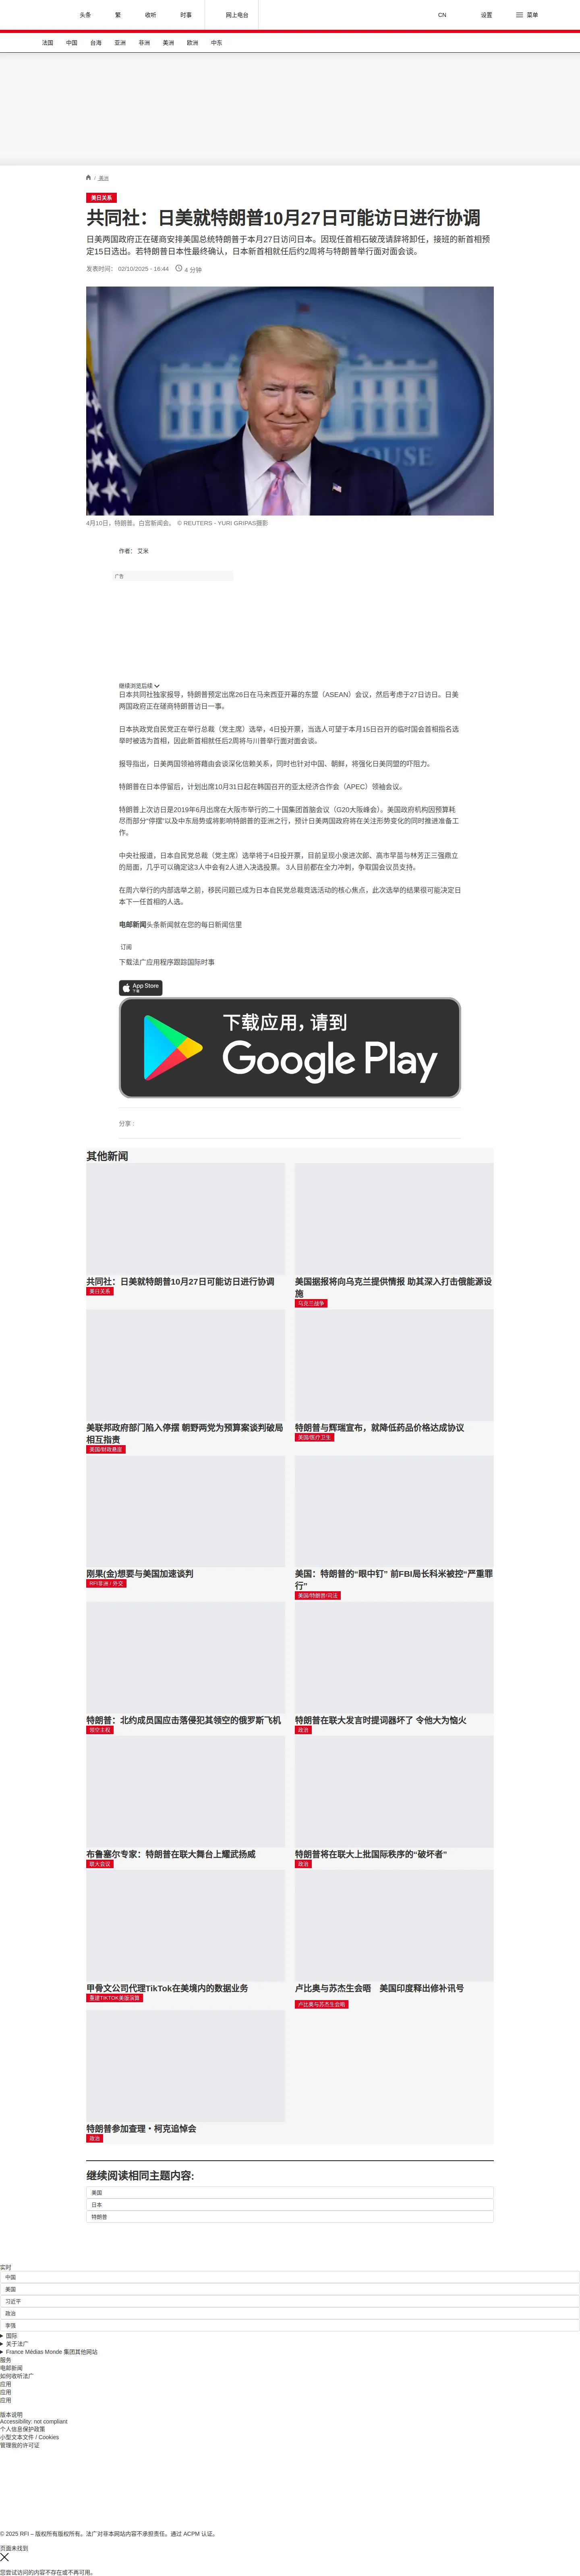 头条
繁
收听
时事
网上电台
CN
设置
菜单
法国
中国
台海
亚洲
非洲
美洲
欧洲
中东
/ 美洲
美日关系
共同社：日美就特朗普10月27日可能访日进行协调
日美两国政府正在磋商安排美国总统特朗普于本月27日访问日本。因现任首相石破茂请辞将卸任，接班的新首相预
定15日选出。若特朗普日本性最终确认，日本新首相就任后约2周将与特朗普举行面对面会谈。
发表时间： 02/10/2025 - 16:44
4 分钟
4月10日，特朗普。白宫新闻会。 © REUTERS - YURI GRIPAS摄影
作者： 艾米
广告
继续浏览后续
日本共同社独家报导，特朗普预定出席26日在马来西亚开幕的东盟（ASEAN）会议，然后考虑于27日访日。日美
两国政府正在磋商特朗普访日一事。
日本执政党自民党正在举行总裁（党主席）选举，4日投开票，当选人可望于本月15日召开的临时国会首相指名选
举时被选为首相，因此新首相就任后2周将与川普举行面对面会谈。
报导指出，日美两国领袖将藉由会谈深化信赖关系，同时也针对中国、朝鲜，将强化日美同盟的吓阻力。
特朗普在日本停留后，计划出席10月31日起在韩国召开的亚太经济合作会（APEC）领袖会议。
特朗普上次访日是2019年6月出席在大阪市举行的二十国集团首脑会议（G20大阪峰会）。美国政府机构因预算耗
尽而部分“停摆”以及中东局势或将影响特朗普的亚洲之行，预计日美两国政府将在关注形势变化的同时推进准备工
作。
中央社报道，日本自民党总裁（党主席）选举将于4日投开票，目前呈现小泉进次郎、高市早苗与林芳正三强鼎立
的局面，几乎可以确定这3人中会有2人进入决选投票。 3人目前都在全力冲刺，争取国会议员支持。
在周六举行的内部选举之前，移民问题已成为日本自民党总裁竞选活动的核心焦点，此次选举的结果很可能决定日
本下一任首相的人选。
电邮新闻头条新闻就在您的每日新闻信里
订阅
下载法广应用程序跟踪国际时事
App Store
下载
下载应用，请到
Google Play
分享 :
其他新闻
共同社：日美就特朗普10月27日可能访日进行协调
美日关系
美国据报将向乌克兰提供情报 助其深入打击俄能源设
施
乌克兰战争
美联邦政府部门陷入停摆 朝野两党为预算案谈判破局
相互指责
美国/财政悬崖
特朗普与辉瑞宣布，就降低药品价格达成协议
美国/医疗卫生
刚果(金)想要与美国加速谈判
RFI非洲 / 外交
美国：特朗普的“眼中钉” 前FBI局长科米被控“严重罪
行”
美国/特朗普/司法
特朗普：北约成员国应击落侵犯其领空的俄罗斯飞机
领空主权
特朗普在联大发言时提词器坏了 令他大为恼火
政治
布鲁塞尔专家：特朗普在联大舞台上耀武扬威
联大会议
特朗普将在联大上批国际秩序的“破坏者”
政治
甲骨文公司代理TikTok在美境内的数据业务
重建TIKTOK美版演算
卢比奥与苏杰生会晤　美国印度释出修补讯号
卢比奥与苏杰生会晤
特朗普参加查理・柯克追悼会
政治
继续阅读相同主题内容:
美国
日本
特朗普
实时
中国
美国
习近平
政治
李强
国际
关于法广
France Médias Monde 集团其他网站
服务
电邮新闻
如何收听法广
应用
应用
应用
版本说明
Accessibility: not compliant
个人信息保护政策
小型文本文件 / Cookies
管理我的许可证
© 2025 RFI – 版权所有版权所有。法广对非本网站内容不承担责任。通过 ACPM 认证。
页面未找到
您尝试访问的内容不存在或不再可用。